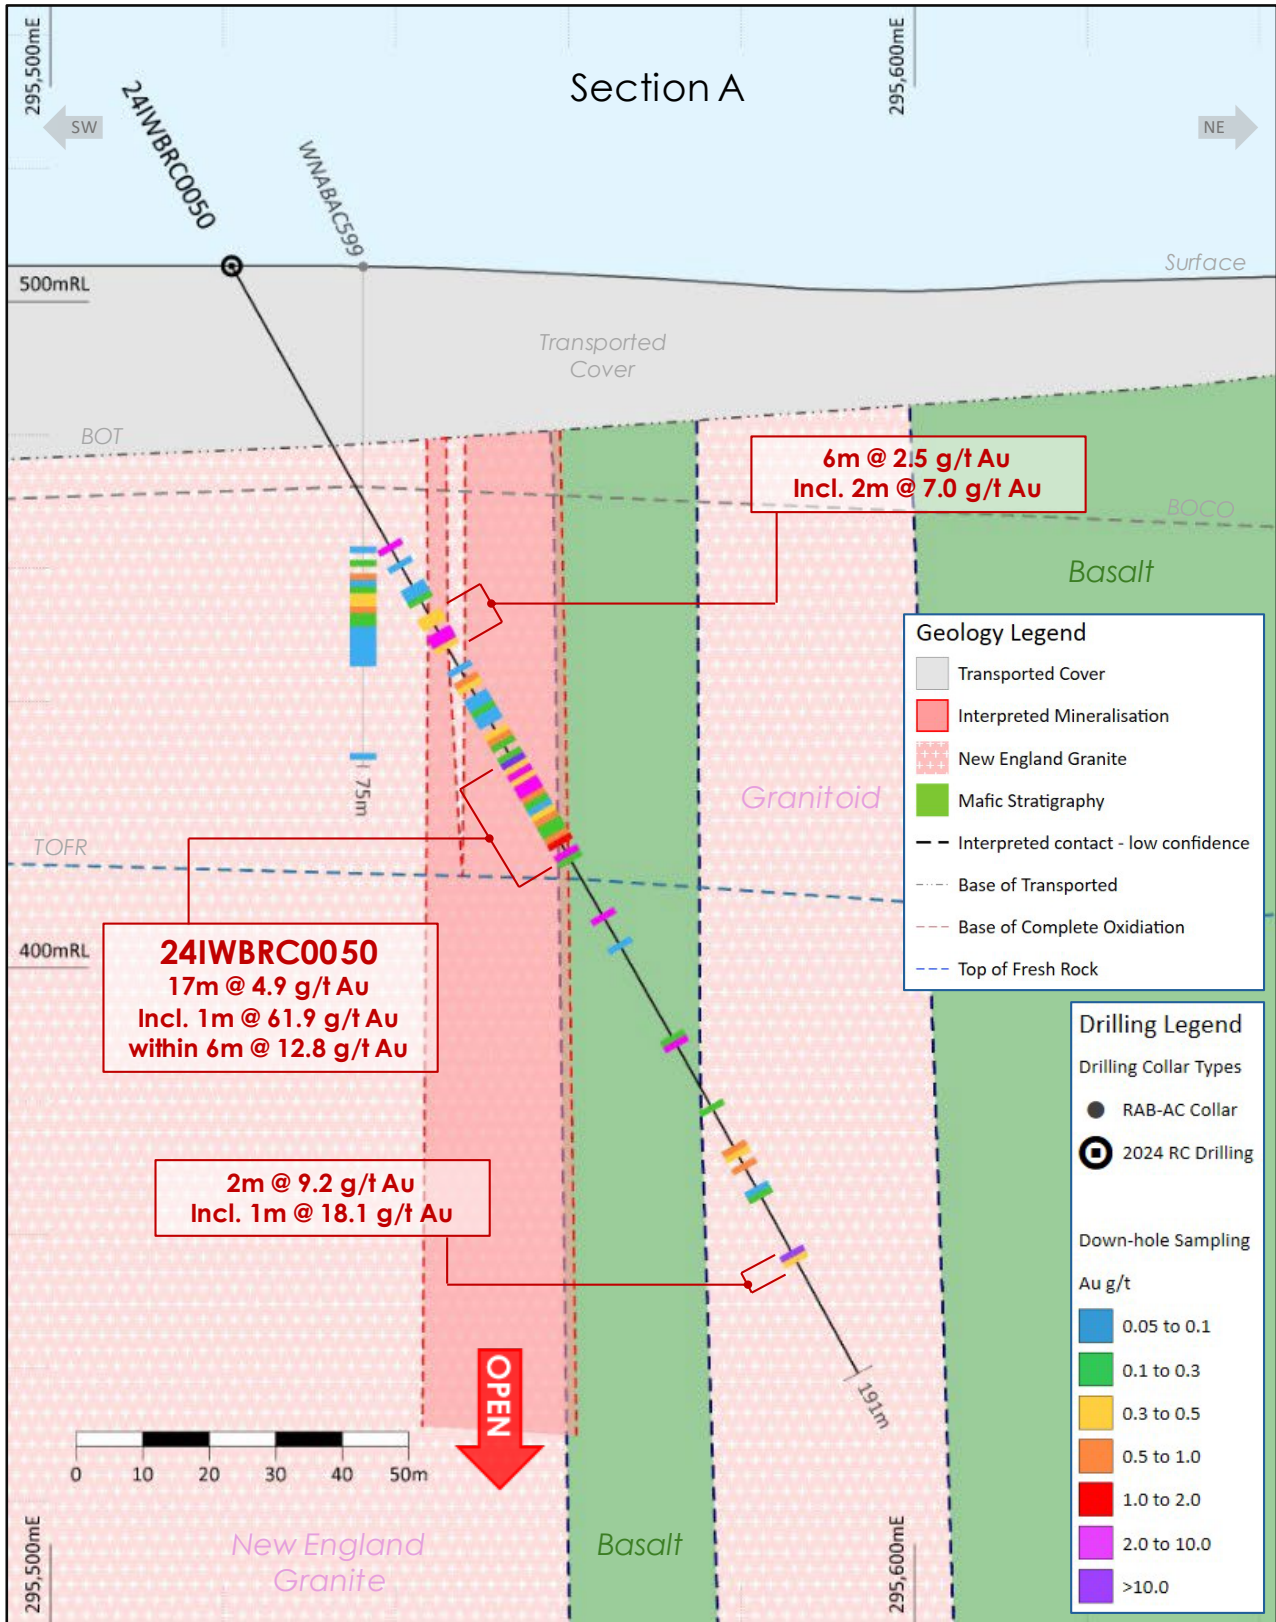 295,500mE
Section A
295,600mE
SW
NE
24IWBRC0050
WNABAC599
Surface
500mRL
Transported
Cover
BOT
6m @ 2.5 g/t Au
Incl. 2m @ 7.0 g/t Au
BOCO
Basalt
Geology Legend
Transported Cover
Interpreted Mineralisation
New England Granite
Mafic Stratigraphy
Interpreted contact - low confidence
Base of Transported
Base of Complete Oxidiation
Top of Fresh Rock
75m
Granitoid
TOFR
400mRL
24IWBRC0050
17m @ 4.9 g/t Au
Incl. 1m @ 61.9 g/t Au
within 6m @ 12.8 g/t Au
Drilling Legend
Drilling Collar Types
RAB-AC Collar
2024 RC Drilling
Down-hole Sampling
Au g/t
0.05 to 0.1
0.1 to 0.3
0.3 to 0.5
0.5 to 1.0
1.0 to 2.0
2.0 to 10.0
>10.0
2m @ 9.2 g/t Au
Incl. 1m @ 18.1 g/t Au
191m
OPEN
0 10 20 30 40 50m
New England
Granite
Basalt
295,500mE
295,600mE